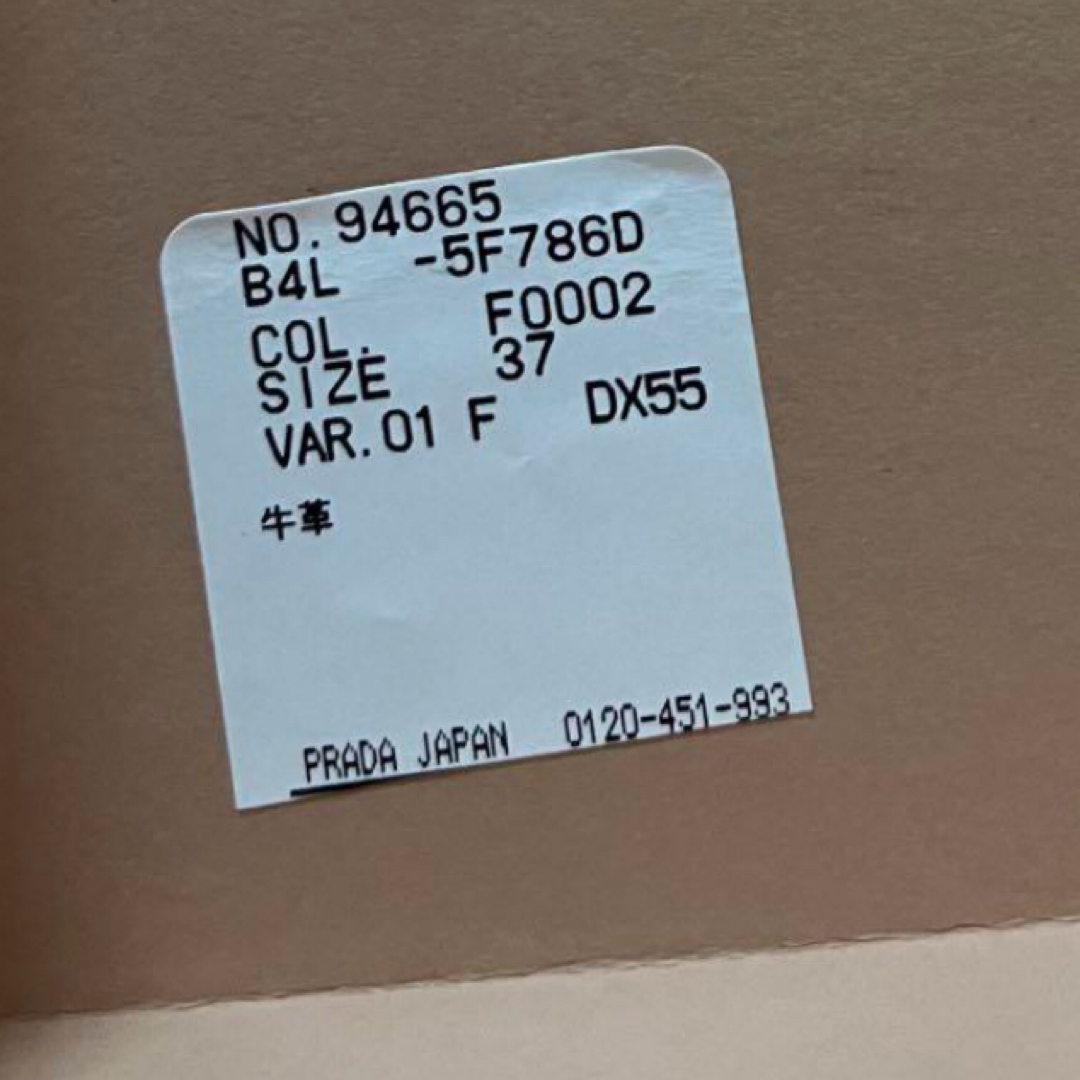 NO. 94665
B4L -5F786D
COL. F0002
SIZE 37
VAR.01 F DX55
牛革
PRADA JAPAN 0120-451-993